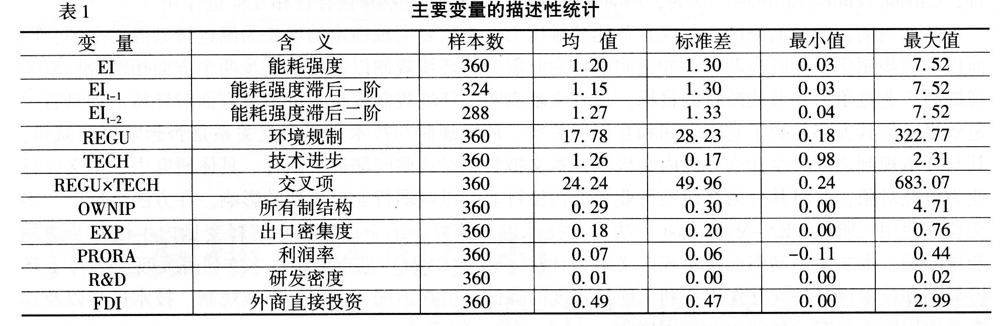 表1 主要变量的描述性统计
变 量 含 义 样本数 均 值 标准差 最小值 最大值
EI 能耗强度 360 1.20 1.30 0.03 7.52
EIt-1 能耗强度滞后一阶 324 1.15 1.30 0.03 7.52
EIt-2 能耗强度滞后二阶 288 1.27 1.33 0.04 7.52
REGU 环境规制 360 17.78 28.23 0.18 322.77
TECH 技术进步 360 1.26 0.17 0.98 2.31
REGU×TECH 交叉项 360 24.24 49.96 0.24 683.07
OWNIP 所有制结构 360 0.29 0.30 0.00 4.71
EXP 出口密集度 360 0.18 0.20 0.00 0.76
PRORA 利润率 360 0.07 0.06 -0.11 0.44
R&D 研发密度 360 0.01 0.00 0.00 0.02
FDI 外商直接投资 360 0.49 0.47 0.00 2.99